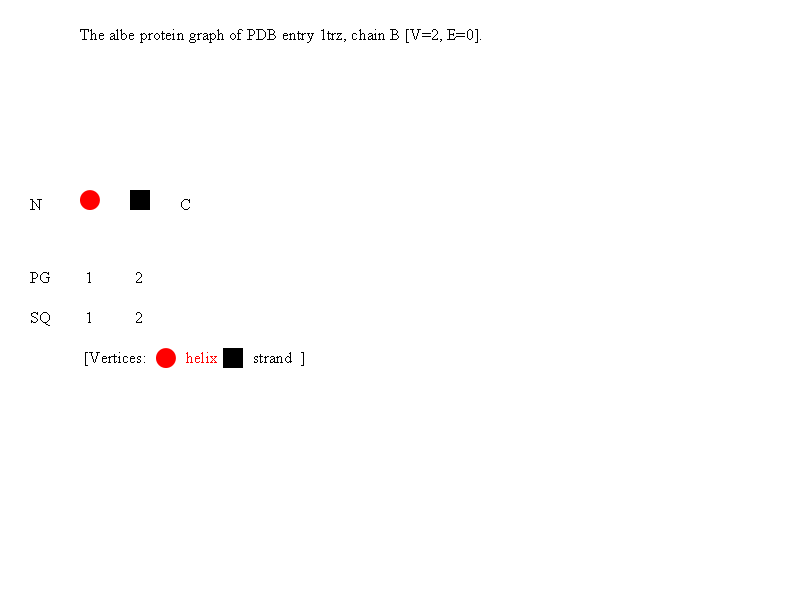 The albe protein graph of PDB entry 1trz, chain B [V=2, E=0].
N C
PG 1 2
SQ 1 2
[Vertices: helix strand ]